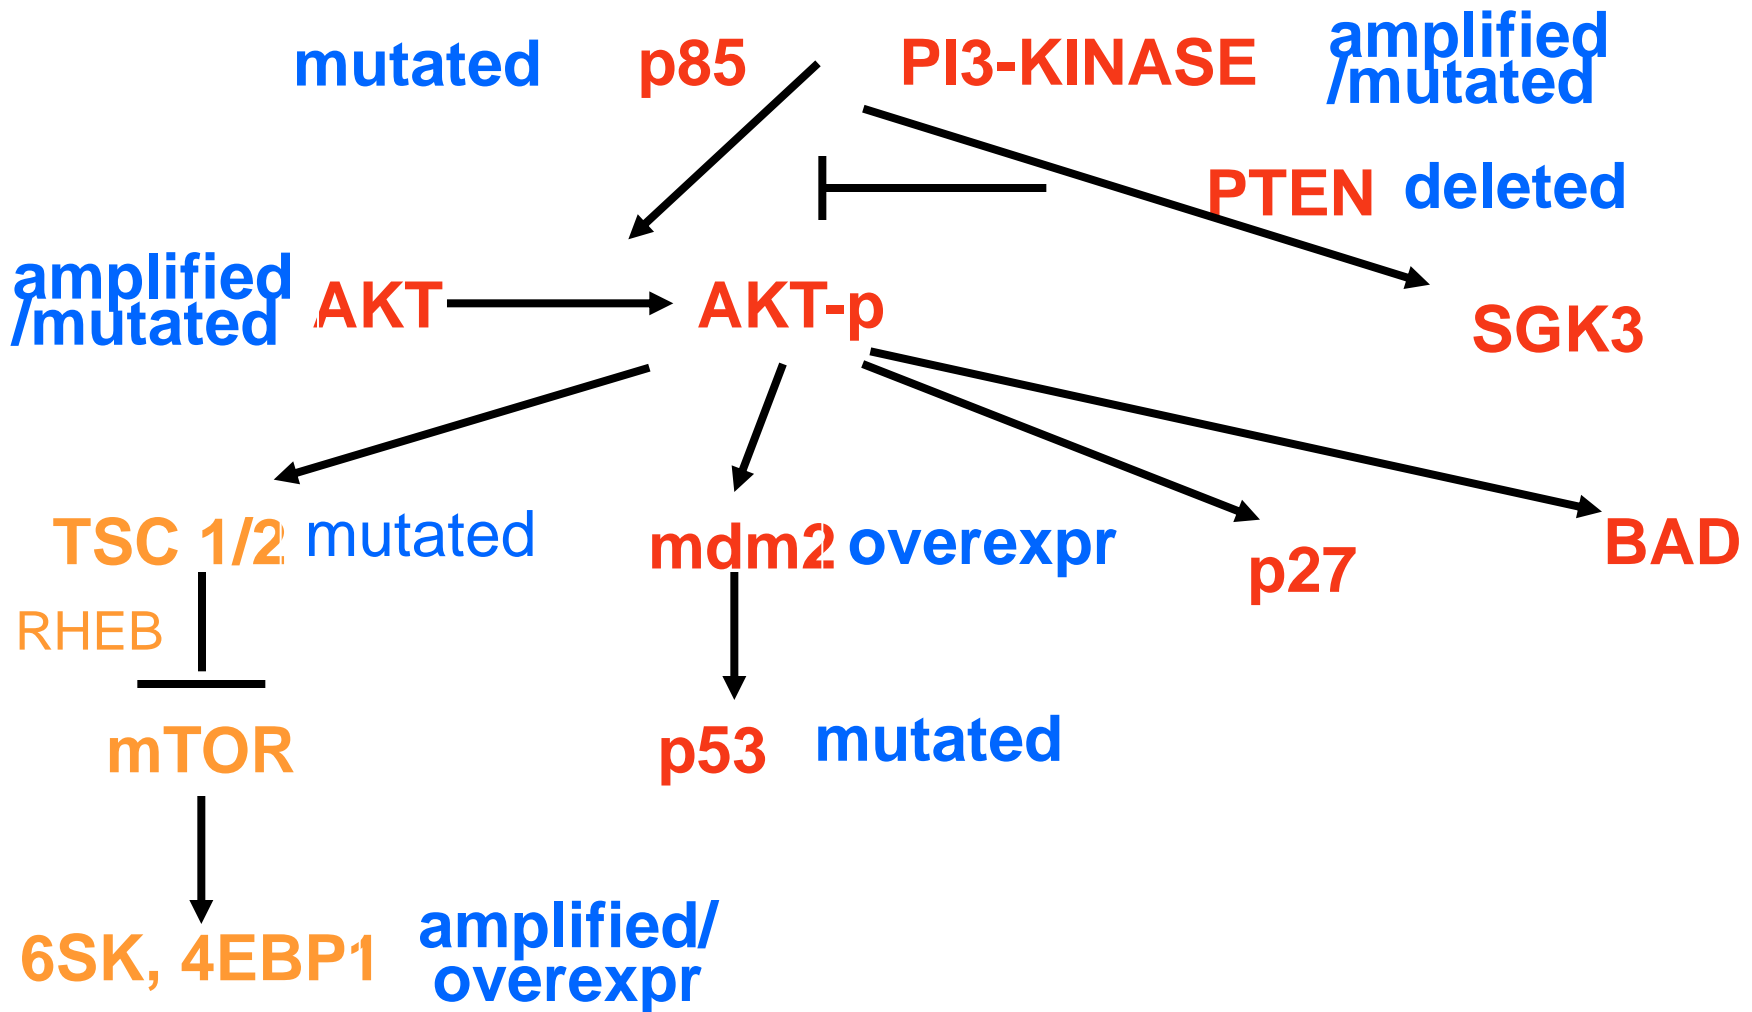 mutated p85 PI3-KINASE amplified
/mutated
PTEN deleted
amplified
/mutated AKT AKT-p
SGK3
TSC 1/2 mutated mdm2 overexpr
p27 BAD
RHEB
mTOR p53 mutated
6SK, 4EBP1 amplified/
overexpr